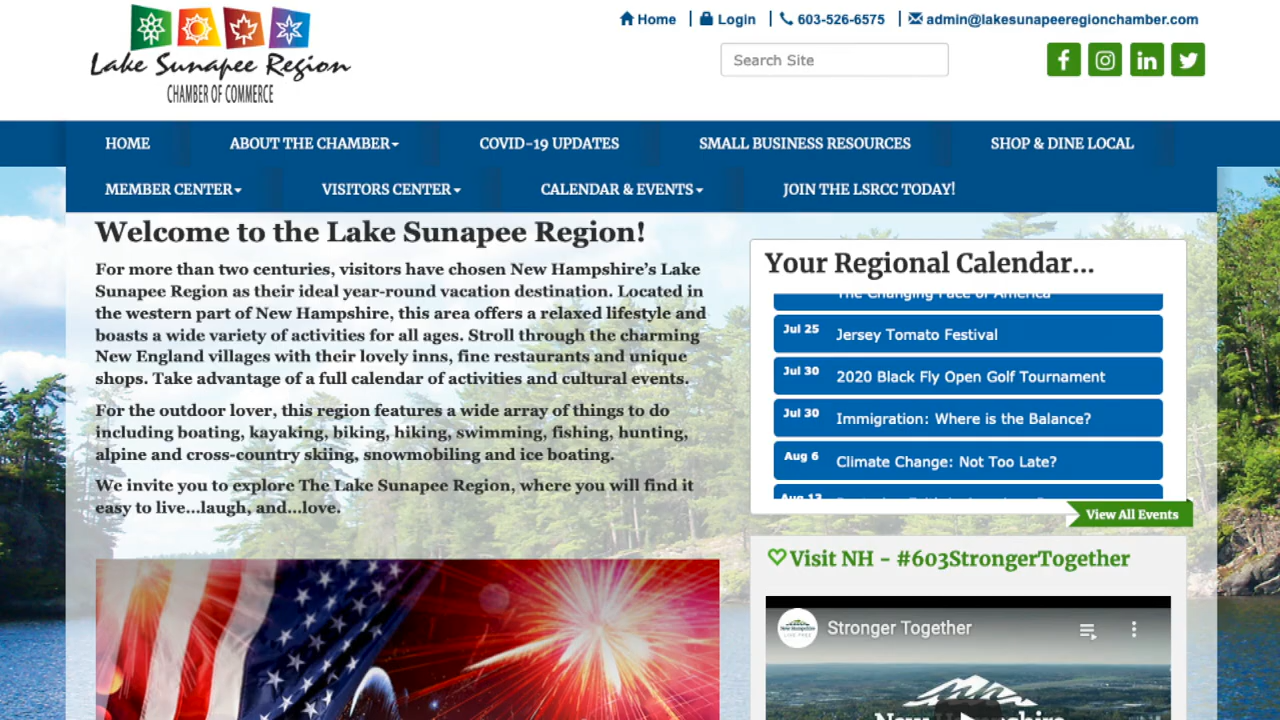 Lake Sunapee Region
CHAMBER OF COMMERCE
Home
Login
603-526-6575
admin@lakesunapeeregionchamber.com
Search Site
HOME
ABOUT THE CHAMBER
COVID-19 UPDATES
SMALL BUSINESS RESOURCES
SHOP & DINE LOCAL
MEMBER CENTER
VISITORS CENTER
CALENDAR & EVENTS
JOIN THE LSRCC TODAY!
Welcome to the Lake Sunapee Region!
For more than two centuries, visitors have chosen New Hampshire's Lake
Sunapee Region as their ideal year-round vacation destination. Located in
the western part of New Hampshire, this area offers a relaxed lifestyle and
boasts a wide variety of activities for all ages. Stroll through the charming
New England villages with their lovely inns, fine restaurants and unique
shops. Take advantage of a full calendar of activities and cultural events.
For the outdoor lover, this region features a wide array of things to do
including boating, kayaking, biking, hiking, swimming, fishing, hunting,
alpine and cross-country skiing, snowmobiling and ice boating.
We invite you to explore The Lake Sunapee Region, where you will find it
easy to live...laugh, and...love.
Your Regional Calendar...
The Changing Face of America
Jul 25 Jersey Tomato Festival
Jul 30 2020 Black Fly Open Golf Tournament
Jul 30 Immigration: Where is the Balance?
Aug 6 Climate Change: Not Too Late?
Aug 13
View All Events
Visit NH - #603StrongerTogether
Stronger Together
New Hampshire